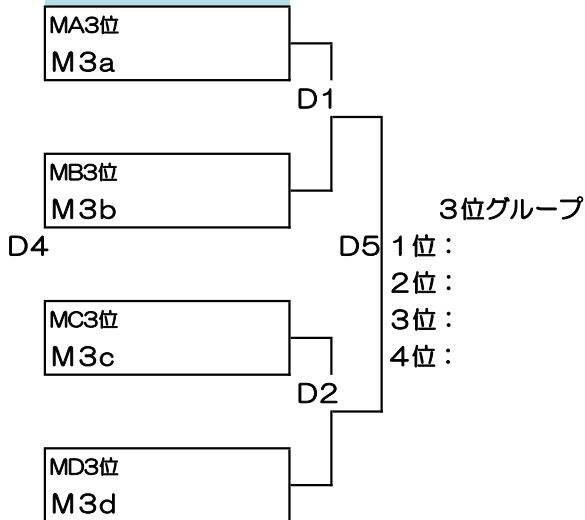 MA3位
M3a
D1
MB3位
M3b
D4
D5
3位グループ
1位：
2位：
3位：
4位：
MC3位
M3c
D2
MD3位
M3d